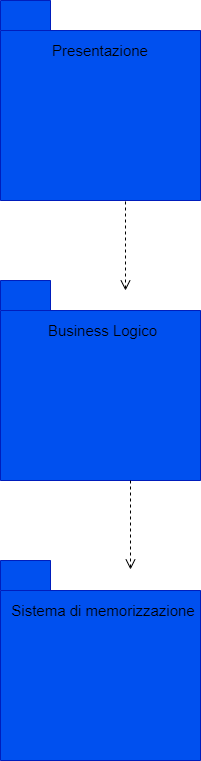 Presentazione
Business Logico
Sistema di memorizzazione